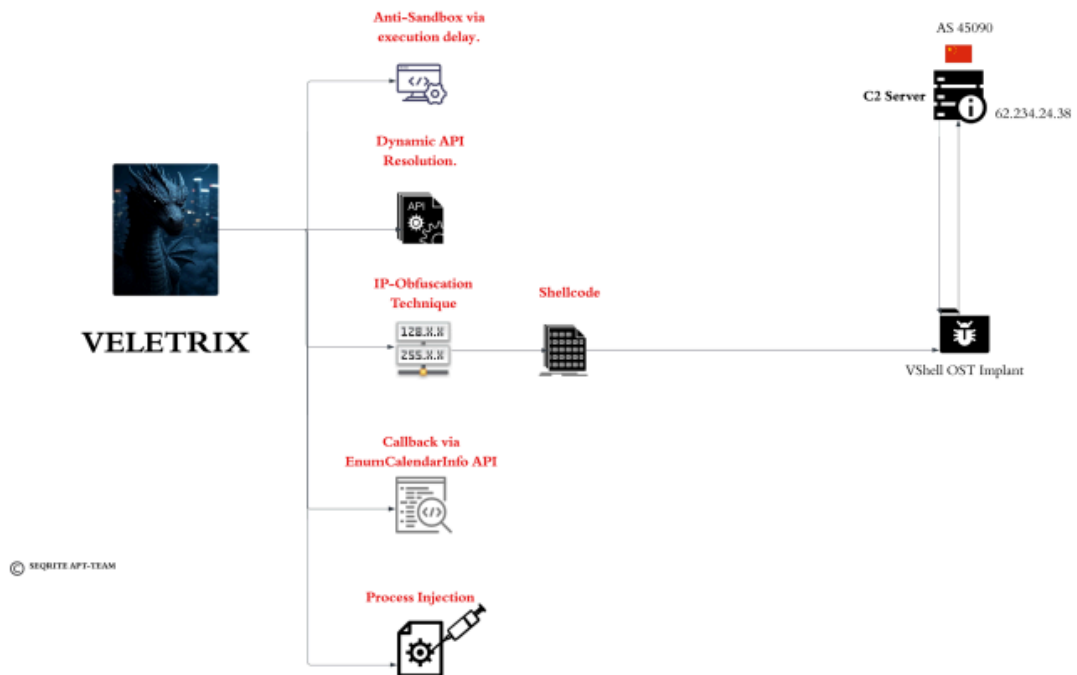 Anti-Sandbox via
execution delay.
AS 45090
C2 Server
62.234.24.38
Dynamic API
Resolution.
API
VELETRIX
IP-Obfuscation
Technique
128.X.X
255.X.X
Shellcode
VShell OST Implant
Callback via
EnumCalendarInfo API
© SEQRITE APT-TEAM
Process Injection